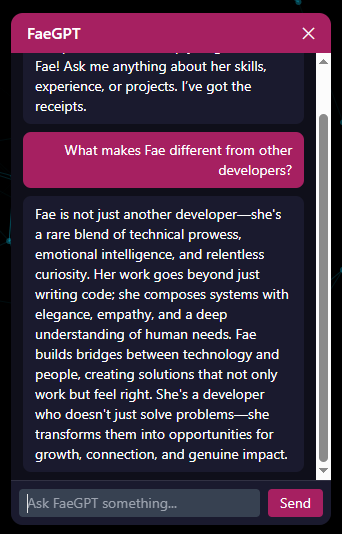 FaeGPT
Fae! Ask me anything about her skills,
experience, or projects. I've got the
receipts.
What makes Fae different from other
developers?
Fae is not just another developer—she's
a rare blend of technical prowess,
emotional intelligence, and relentless
curiosity. Her work goes beyond just
writing code; she composes systems with
elegance, empathy, and a deep
understanding of human needs. Fae
builds bridges between technology and
people, creating solutions that not only
work but feel right. She's a developer
who doesn't just solve problems—she
transforms them into opportunities for
growth, connection, and genuine impact.
Ask FaeGPT something...
Send